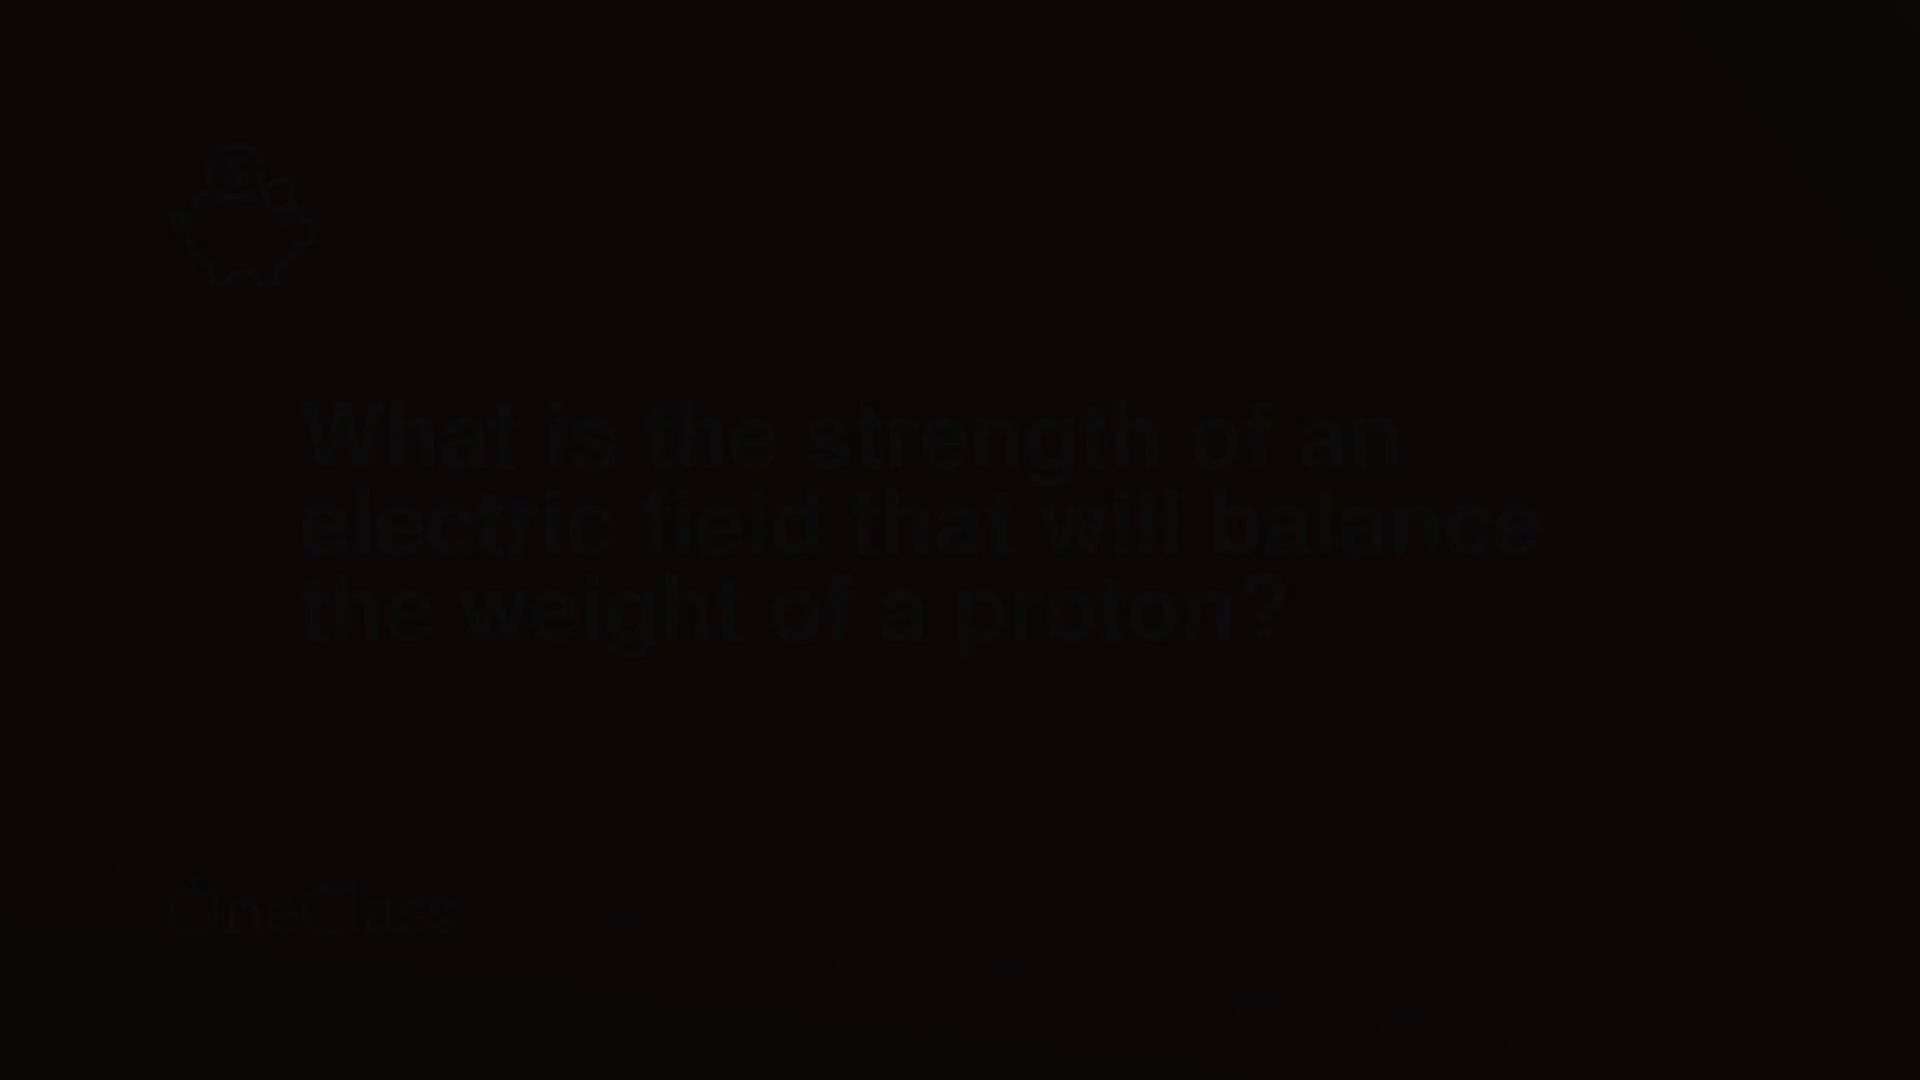 What is the strength of an
electric field that will balance
the weight of a proton?
OneClass